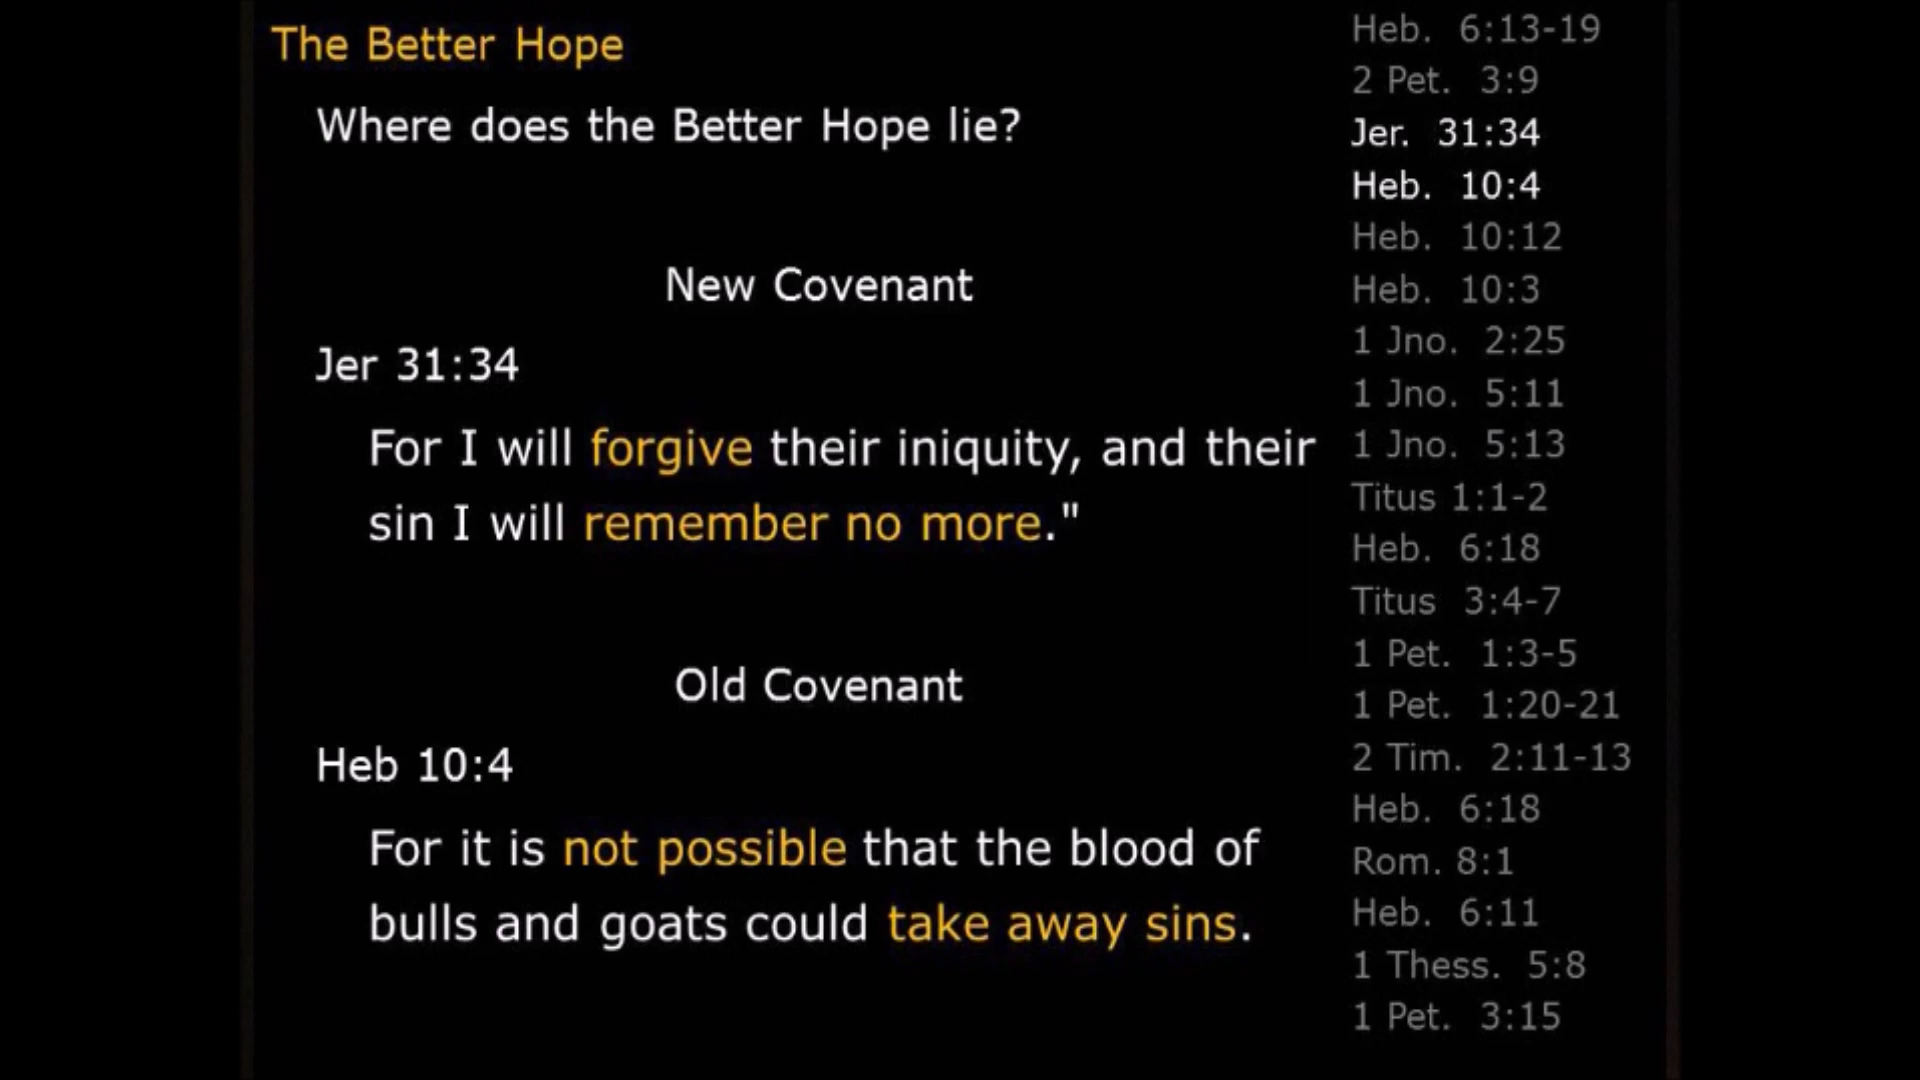 The Better Hope
Where does the Better Hope lie?
New Covenant
Jer 31:34
For I will forgive their iniquity, and their
sin I will remember no more."
Old Covenant
Heb 10:4
For it is not possible that the blood of
bulls and goats could take away sins.
Heb. 6:13-19
2 Pet. 3:9
Jer. 31:34
Heb. 10:4
Heb. 10:12
Heb. 10:3
1 Jno. 2:25
1 Jno. 5:11
1 Jno. 5:13
Titus 1:1-2
Heb. 6:18
Titus 3:4-7
1 Pet. 1:3-5
1 Pet. 1:20-21
2 Tim. 2:11-13
Heb. 6:18
Rom. 8:1
Heb. 6:11
1 Thess. 5:8
1 Pet. 3:15